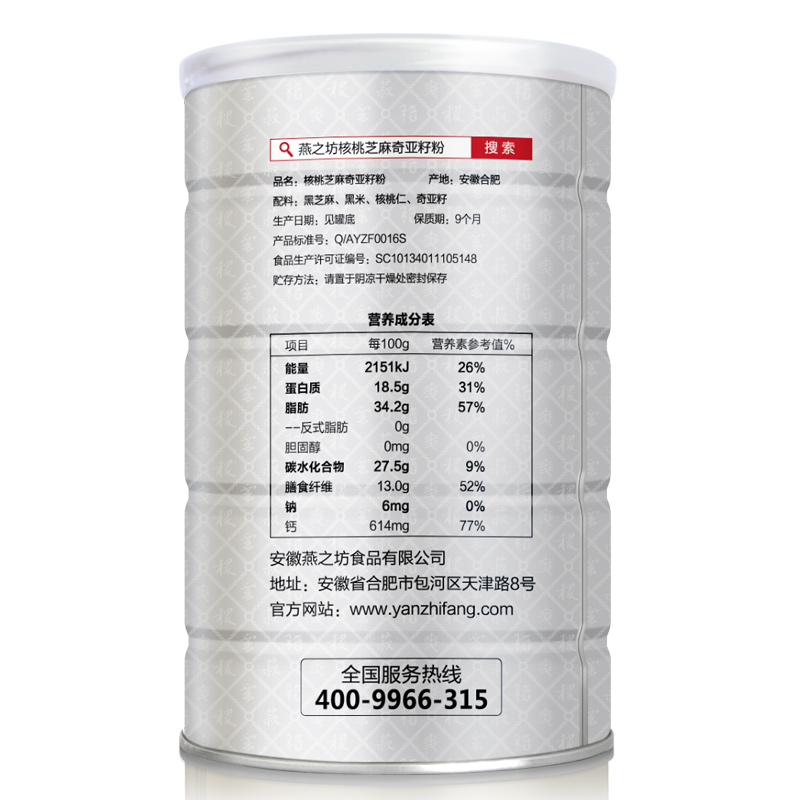 燕之坊核桃芝麻奇亚籽粉 搜索
品名：核桃芝麻奇亚籽粉 产地：安徽合肥
配料：黑芝麻、黑米、核桃仁、奇亚籽
生产日期：见罐底 保质期：9个月
产品标准号：Q/AYZF0016S
食品生产许可证编号：SC10134011105148
贮存方法：请置于阴凉干燥处密封保存
营养成分表
项目 每100g 营养素参考值%
能量 2151kJ 26%
蛋白质 18.5g 31%
脂肪 34.2g 57%
--反式脂肪 0g
胆固醇 0mg 0%
碳水化合物 27.5g 9%
膳食纤维 13.0g 52%
钠 6mg 0%
钙 614mg 77%
安徽燕之坊食品有限公司
地址：安徽省合肥市包河区天津路8号
官方网站：www.yanzhifang.com
全国服务热线
400-9966-315